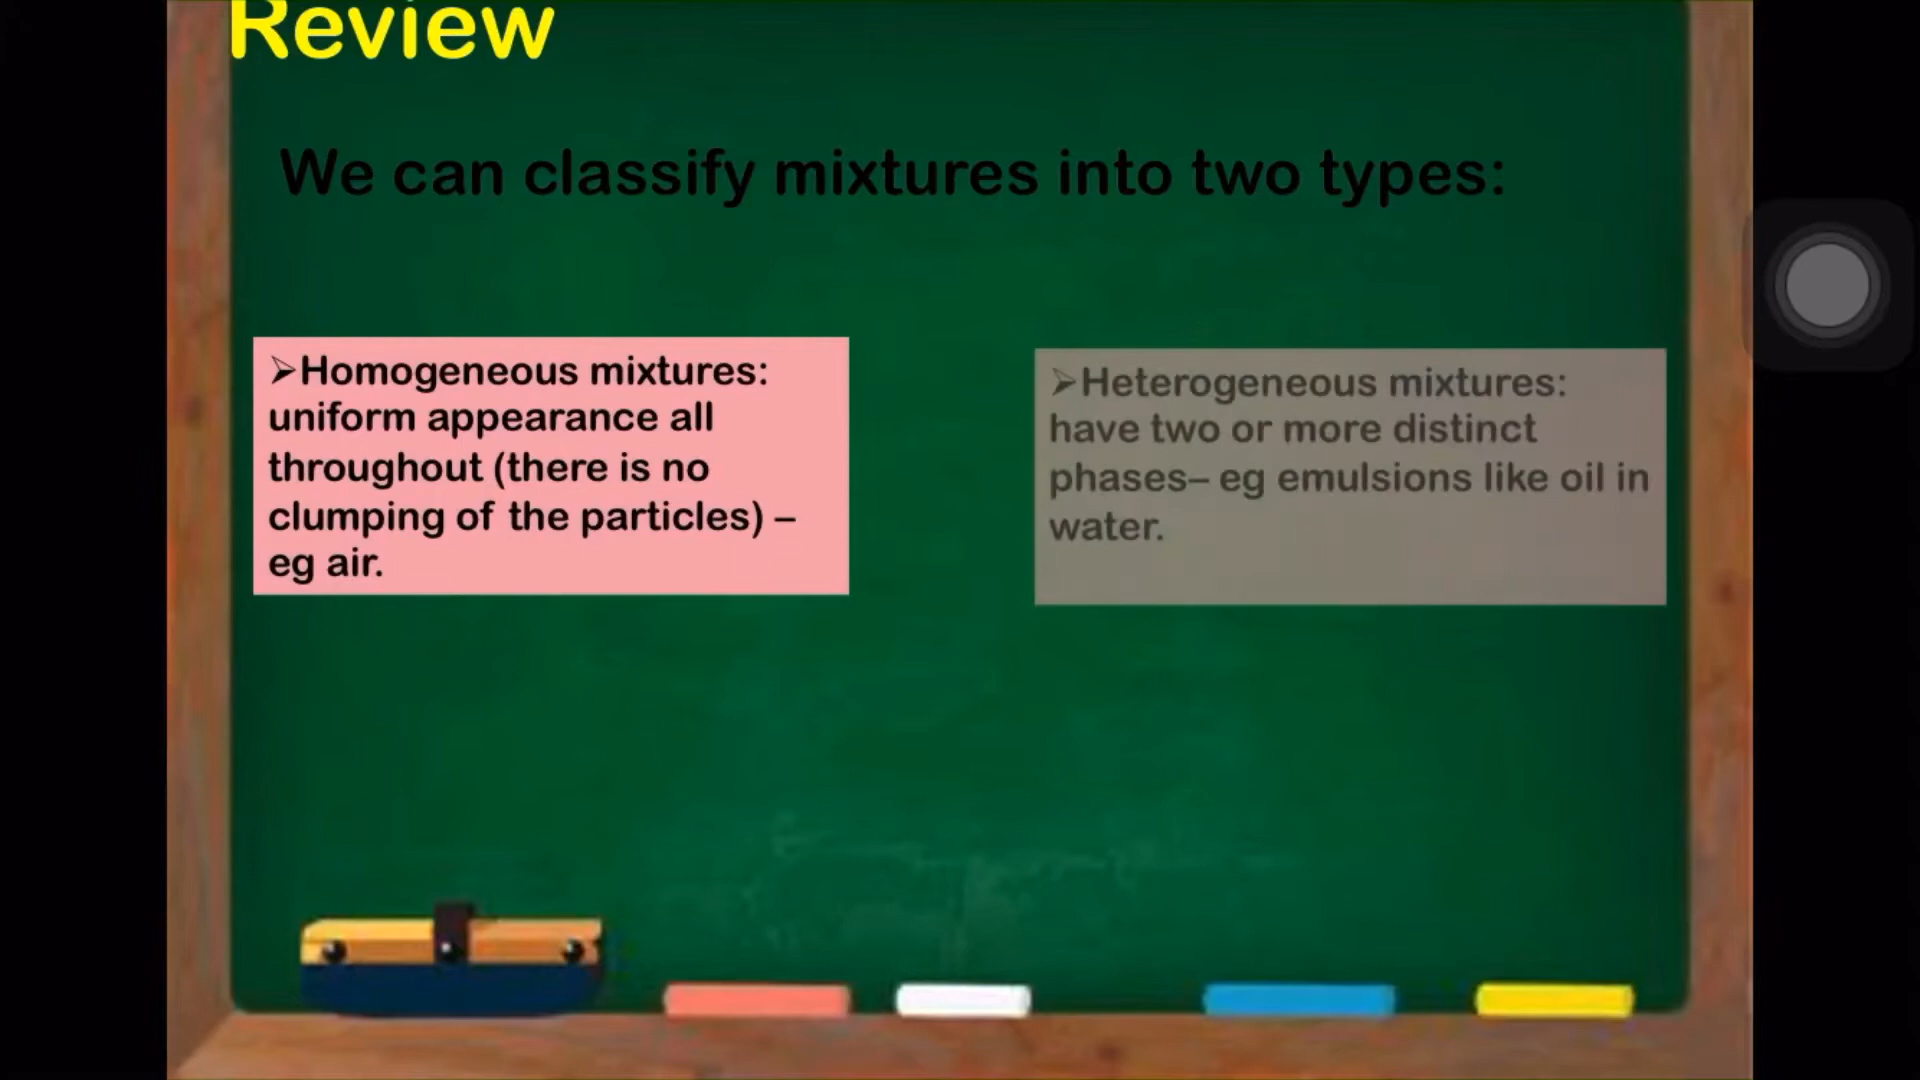 Review
We can classify mixtures into two types:
➢Homogeneous mixtures:
uniform appearance all
throughout (there is no
clumping of the particles) –
eg air.
➢Heterogeneous mixtures:
have two or more distinct
phases– eg emulsions like oil in
water.